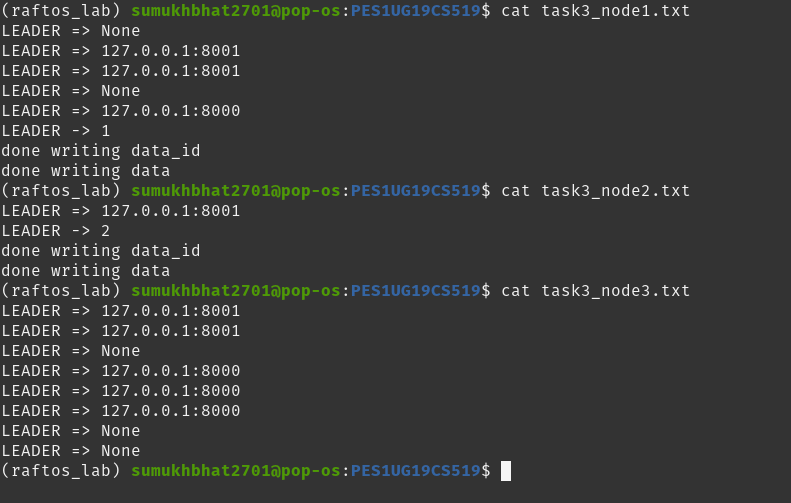 (raftos_lab) sumukhbhat2701@pop-os:PES1UG19CS519$ cat task3_node1.txt
LEADER => None
LEADER => 127.0.0.1:8001
LEADER => 127.0.0.1:8001
LEADER => None
LEADER => 127.0.0.1:8000
LEADER -> 1
done writing data_id
done writing data
(raftos_lab) sumukhbhat2701@pop-os:PES1UG19CS519$ cat task3_node2.txt
LEADER => 127.0.0.1:8001
LEADER -> 2
done writing data_id
done writing data
(raftos_lab) sumukhbhat2701@pop-os:PES1UG19CS519$ cat task3_node3.txt
LEADER => 127.0.0.1:8001
LEADER => 127.0.0.1:8001
LEADER => None
LEADER => 127.0.0.1:8000
LEADER => 127.0.0.1:8000
LEADER => 127.0.0.1:8000
LEADER => None
LEADER => None
(raftos_lab) sumukhbhat2701@pop-os:PES1UG19CS519$